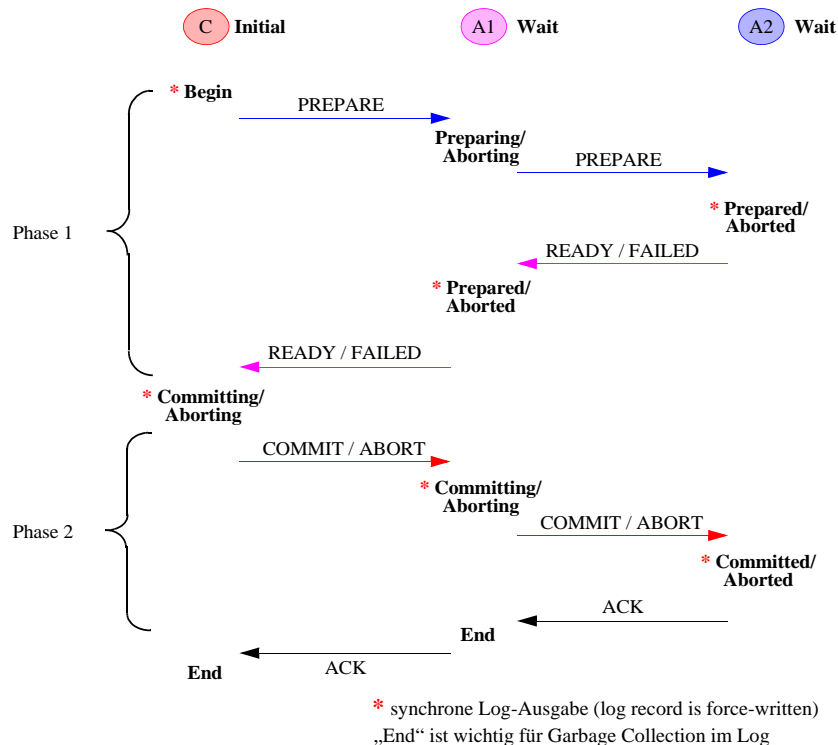 C Initial
A1 Wait
A2 Wait
* Begin
PREPARE
Preparing/
Aborting
PREPARE
* Prepared/
Aborted
Phase 1
READY / FAILED
* Prepared/
Aborted
READY / FAILED
* Committing/
Aborting
COMMIT / ABORT
* Committing/
Aborting
Phase 2
COMMIT / ABORT
* Committed/
Aborted
ACK
End
ACK
End
* synchrone Log-Ausgabe (log record is force-written)
„End“ ist wichtig für Garbage Collection im Log